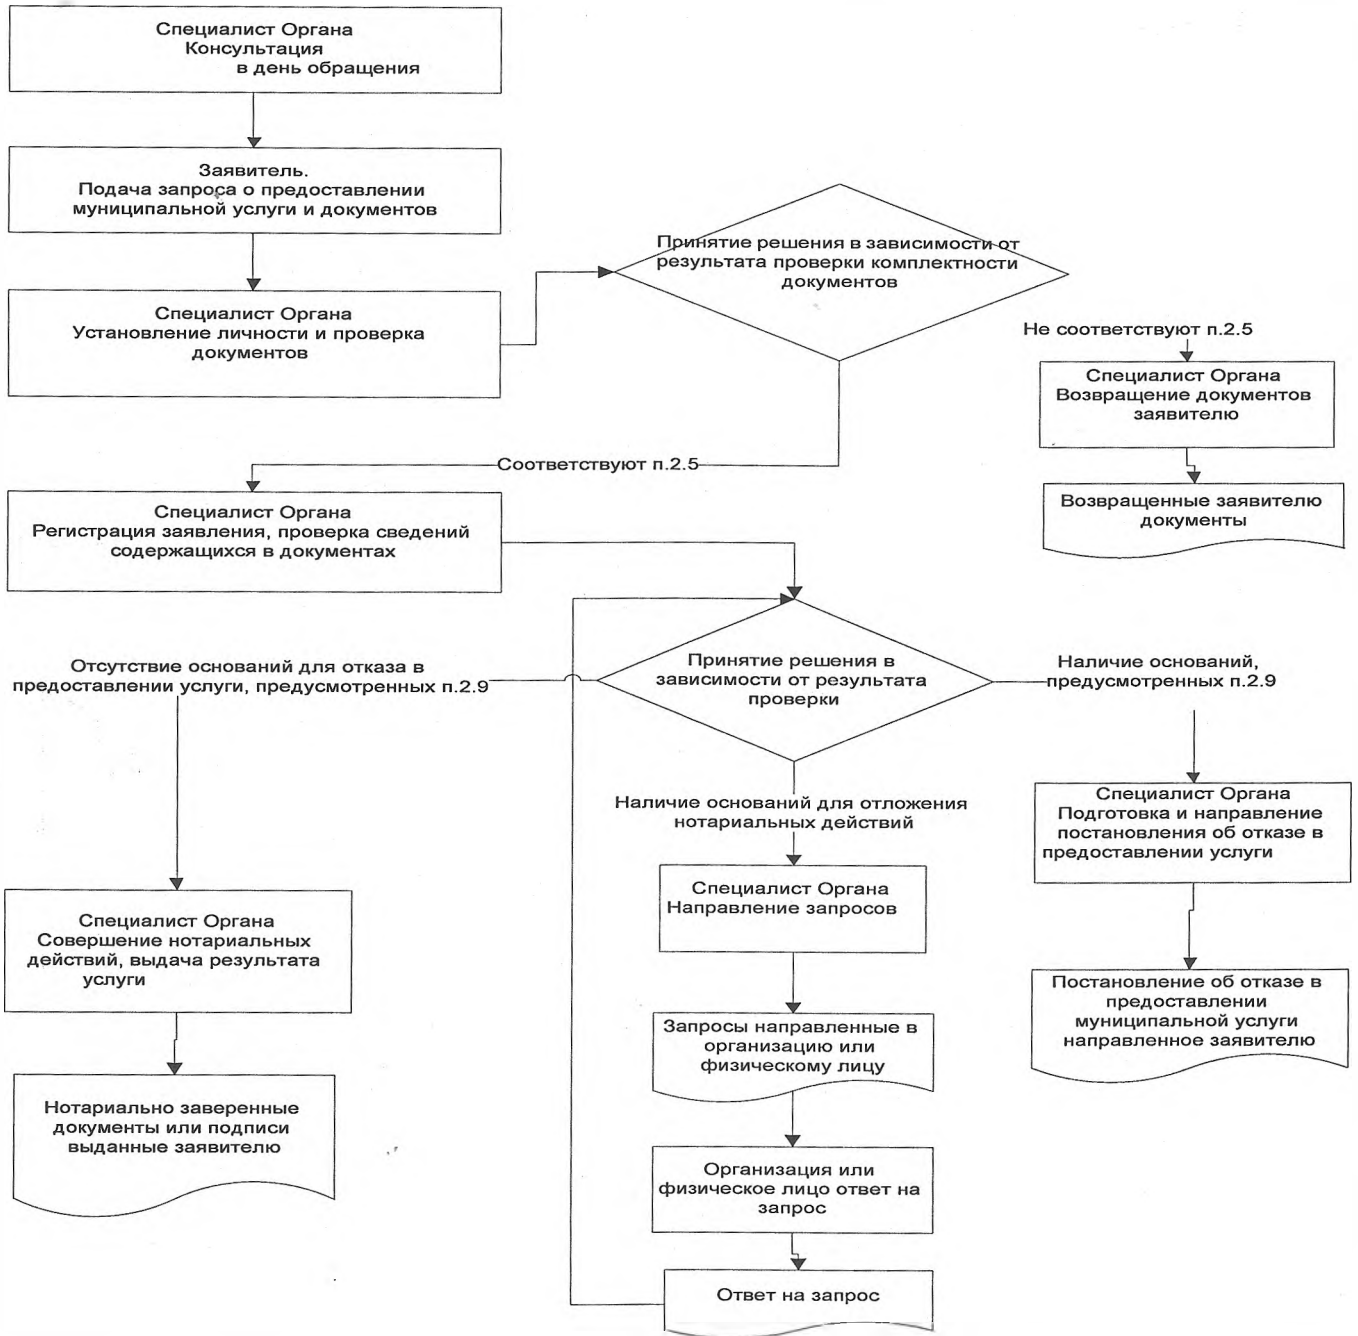 Специалист Органа
Консультация
в день обращения
Заявитель.
Подача запроса о предоставлении
муниципальной услуги и документов
Специалист Органа
Установление личности и проверка
документов
Принятие решения в зависимости от
результата проверки комплектности
документов
Не соответствуют п.2.5
Специалист Органа
Возвращение документов
заявителю
Возвращенные заявителю
документы
Соответствуют п.2.5
Специалист Органа
Регистрация заявления, проверка сведений
содержащихся в документах
Принятие решения в
зависимости от результата
проверки
Отсутствие оснований для отказа в
предоставлении услуги, предусмотренных п.2.9
Наличие оснований,
предусмотренных п.2.9
Наличие оснований для отложения
нотариальных действий
Специалист Органа
Подготовка и направление
постановления об отказе в
предоставлении услуги
Специалист Органа
Направление запросов
Специалист Органа
Совершение нотариальных
действий, выдача результата
услуги
Постановление об отказе в
предоставлении
муниципальной услуги
направленное заявителю
Запросы направленные в
организацию или
физическому лицу
Нотариально заверенные
документы или подписи
выданные заявителю
Организация или
физическое лицо ответ на
запрос
Ответ на запрос